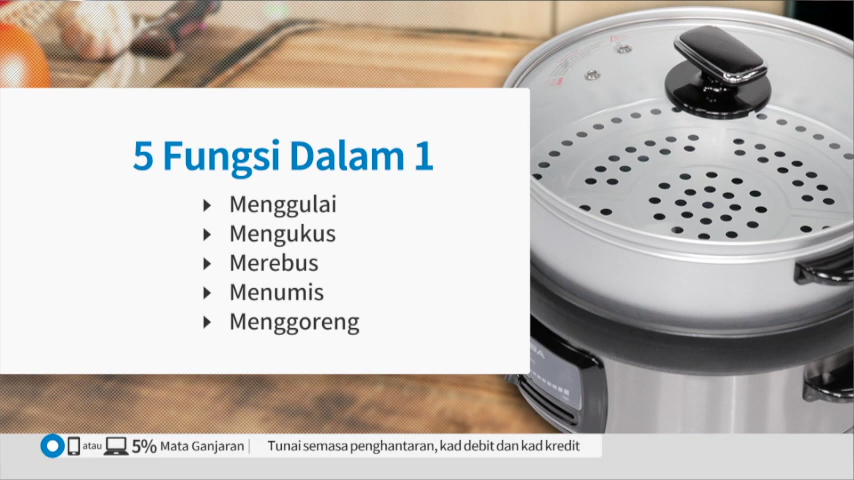 5 Fungsi Dalam 1
Menggulai
Mengukus
Merebus
Menumis
Menggoreng
atau 5% Mata Ganjaran | Tunai semasa penghantaran, kad debit dan kad kredit